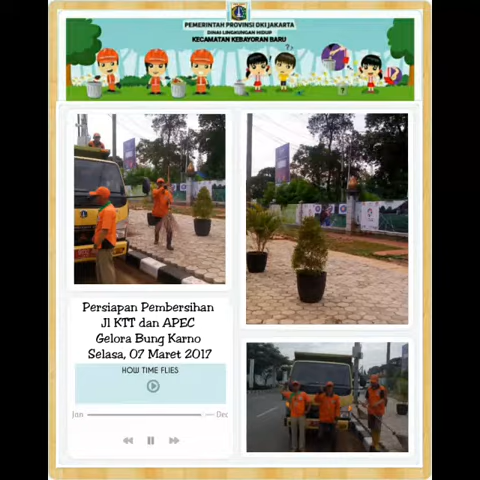 PEMERINTAH PROVINSI DKI JAKARTA
DINAS LINGKUNGAN HIDUP
KECAMATAN KEBAYORAN BARU
Persiapan Pembersihan
Jl KTT dan APEC
Gelora Bung Karno
Selasa, 07 Maret 2017
HOW TIME FLIES
Jan
Dec